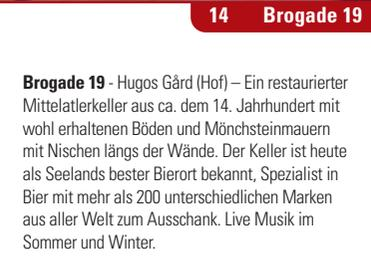 14 Brogade 19
Brogade 19 - Hugos Gård (Hof) – Ein restaurierter
Mittelatlerkeller aus ca. dem 14. Jahrhundert mit
wohl erhaltenen Böden und Mönchsteinmauern
mit Nischen längs der Wände. Der Keller ist heute
als Seelands bester Bierort bekannt, Spezialist in
Bier mit mehr als 200 unterschiedlichen Marken
aus aller Welt zum Ausschank. Live Musik im
Sommer und Winter.